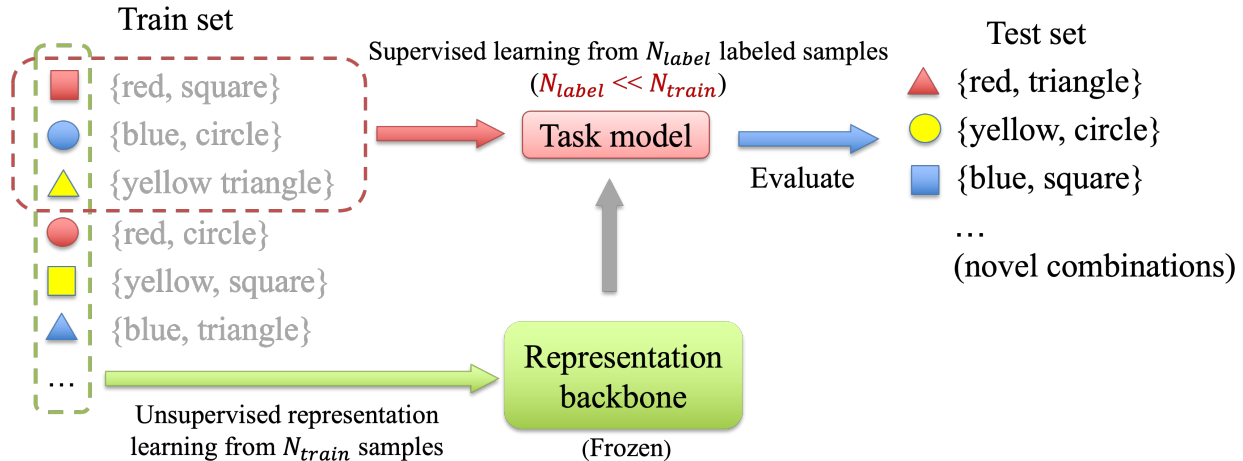 Train set
{red, square}
{blue, circle}
{yellow triangle}
{red, circle}
{yellow, square}
{blue, triangle}
...
Supervised learning from N_label labeled samples
(N_label << N_train)
Task model
Evaluate
Test set
{red, triangle}
{yellow, circle}
{blue, square}
...
(novel combinations)
Unsupervised representation
learning from N_train samples
Representation
backbone
(Frozen)